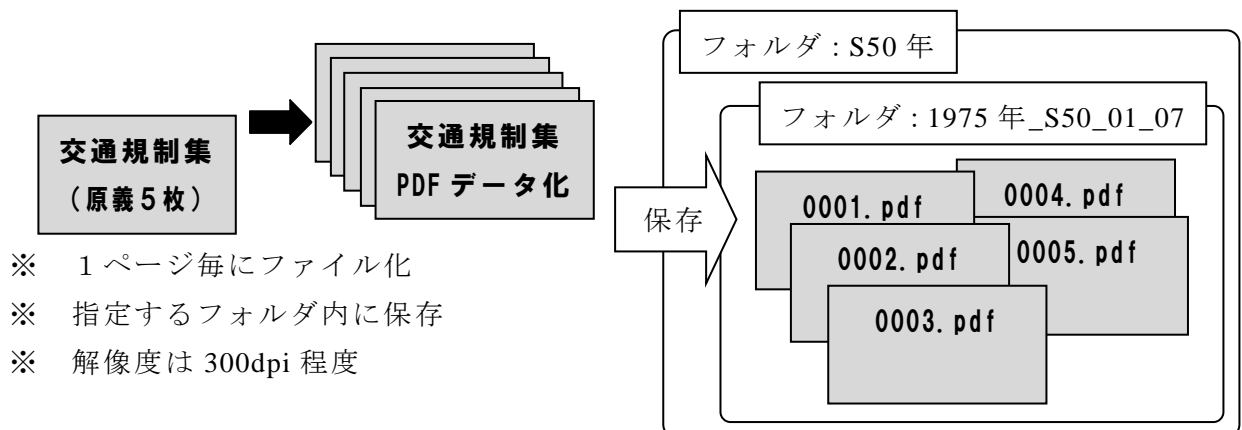 交通規制集
（原義５枚）
交通規制集
PDF データ化
※　１ページ毎にファイル化
※　指定するフォルダ内に保存
※　解像度は 300dpi 程度
保存
フォルダ：S50 年
フォルダ：1975 年_S50_01_07
0001. pdf
0004. pdf
0002. pdf
0005. pdf
0003. pdf